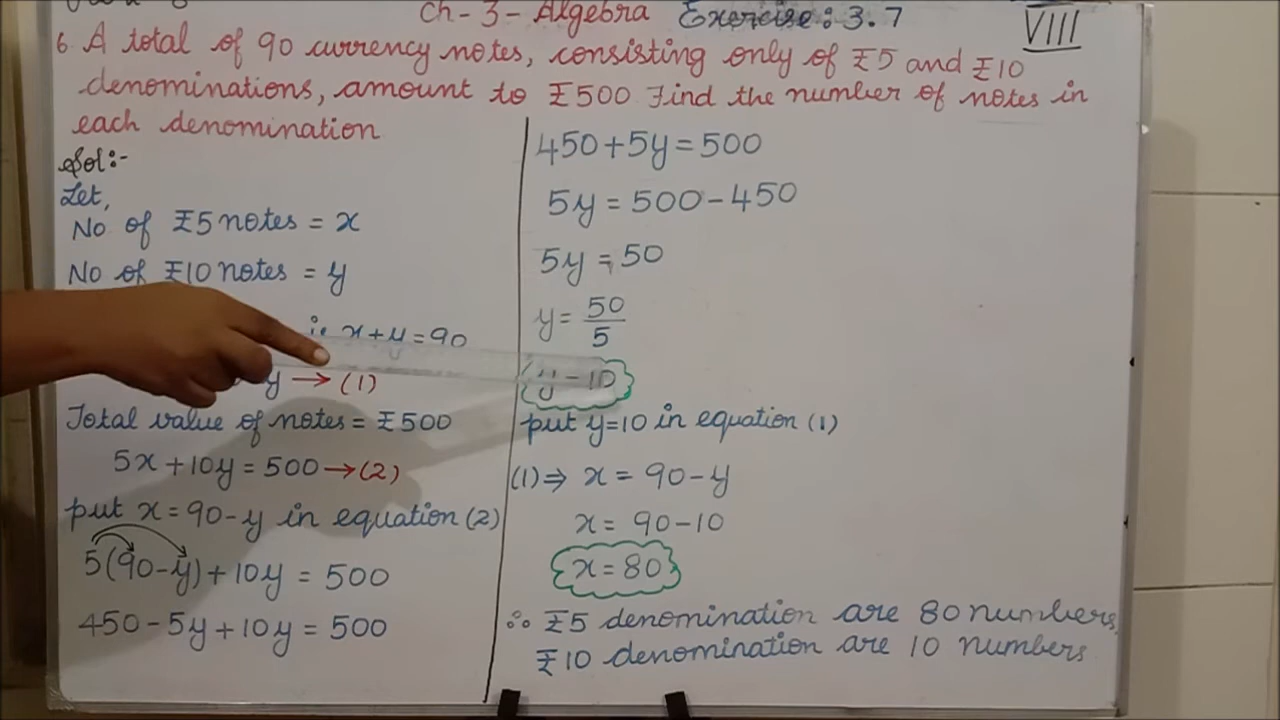 Ch - 3 - Algebra Exercise: 3.7
VIII
6. A total of 90 currency notes, consisting only of ₹5 and ₹10
denominations, amount to ₹500 Find the number of notes in
each denomination
Sol:-
Let,
No of ₹5 notes = x
No of ₹10 notes = y
x + y = 90
y → (1)
Total value of notes = ₹500
5x + 10y = 500 → (2)
put x = 90 - y in equation (2)
5(90 - y) + 10y = 500
450 - 5y + 10y = 500
450 + 5y = 500
5y = 500 - 450
5y = 50
y = 50/5
y = 10
put y = 10 in equation (1)
(1) ⇒ x = 90 - y
x = 90 - 10
x = 80
∴ ₹5 denomination are 80 numbers
₹10 denomination are 10 numbers